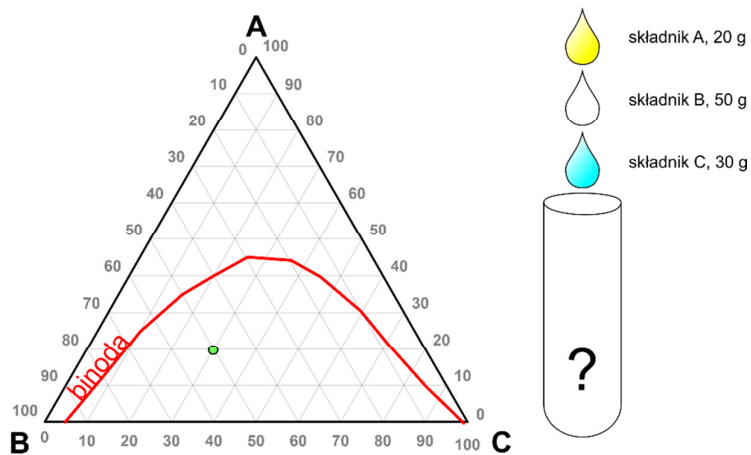 A
0 100
10 90
20 80
30 70
40 60
50 50
60 40
70 30
80 20
90 10
100 0
B C
0 10 20 30 40 50 60 70 80 90 100
binoda
składnik A, 20 g
składnik B, 50 g
składnik C, 30 g
?